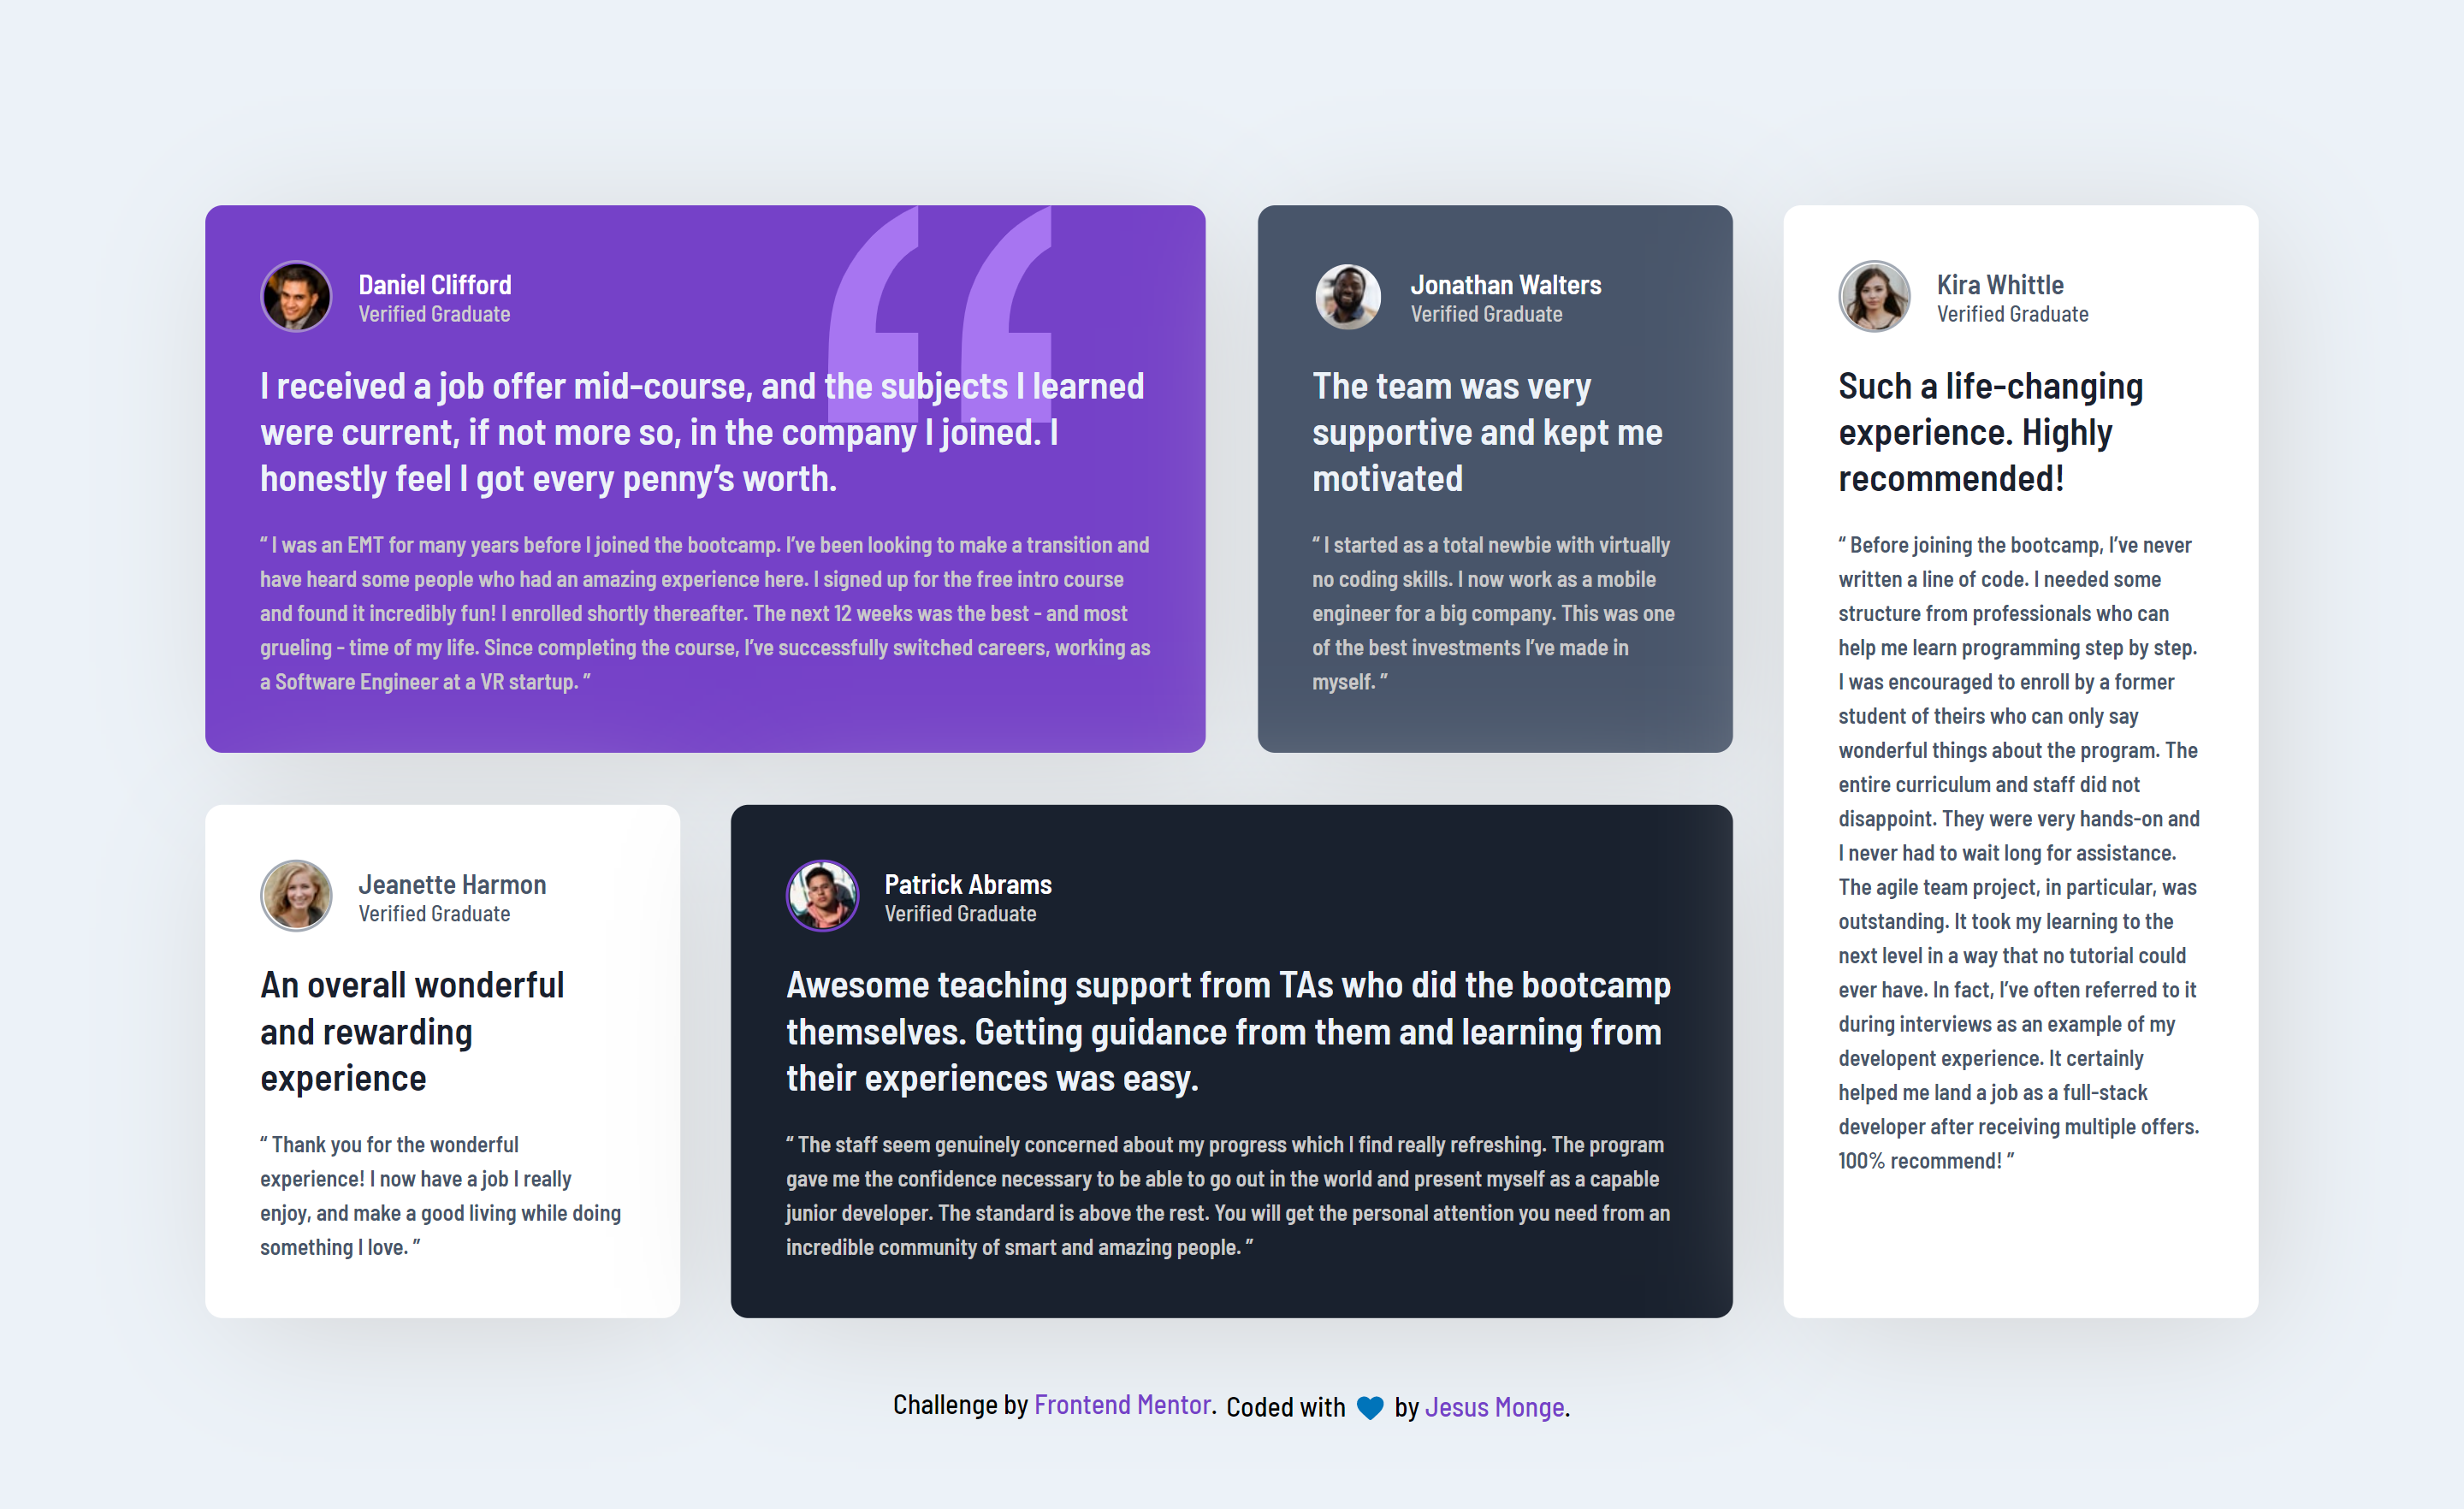 Daniel Clifford
Verified Graduate
I received a job offer mid-course, and the subjects I learned
were current, if not more so, in the company I joined. I
honestly feel I got every penny’s worth.
“ I was an EMT for many years before I joined the bootcamp. I’ve been looking to make a transition and
have heard some people who had an amazing experience here. I signed up for the free intro course
and found it incredibly fun! I enrolled shortly thereafter. The next 12 weeks was the best - and most
grueling - time of my life. Since completing the course, I’ve successfully switched careers, working as
a Software Engineer at a VR startup. ”
Jonathan Walters
Verified Graduate
The team was very
supportive and kept me
motivated
“ I started as a total newbie with virtually
no coding skills. I now work as a mobile
engineer for a big company. This was one
of the best investments I’ve made in
myself. ”
Kira Whittle
Verified Graduate
Such a life-changing
experience. Highly
recommended!
“ Before joining the bootcamp, I’ve never
written a line of code. I needed some
structure from professionals who can
help me learn programming step by step.
I was encouraged to enroll by a former
student of theirs who can only say
wonderful things about the program. The
entire curriculum and staff did not
disappoint. They were very hands-on and
I never had to wait long for assistance.
The agile team project, in particular, was
outstanding. It took my learning to the
next level in a way that no tutorial could
ever have. In fact, I’ve often referred to it
during interviews as an example of my
developent experience. It certainly
helped me land a job as a full-stack
developer after receiving multiple offers.
100% recommend! ”
Jeanette Harmon
Verified Graduate
An overall wonderful
and rewarding
experience
“ Thank you for the wonderful
experience! I now have a job I really
enjoy, and make a good living while doing
something I love. ”
Patrick Abrams
Verified Graduate
Awesome teaching support from TAs who did the bootcamp
themselves. Getting guidance from them and learning from
their experiences was easy.
“ The staff seem genuinely concerned about my progress which I find really refreshing. The program
gave me the confidence necessary to be able to go out in the world and present myself as a capable
junior developer. The standard is above the rest. You will get the personal attention you need from an
incredible community of smart and amazing people. ”
Challenge by Frontend Mentor. Coded with 💙 by Jesus Monge.